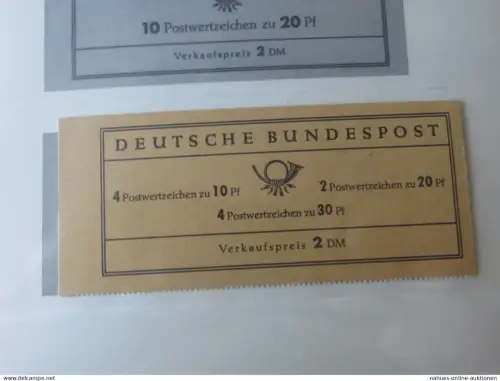 10 Postwertzeichen zu 20 Pf
Verkaufspreis 2 DM
DEUTSCHE BUNDESPOST
4 Postwertzeichen zu 10 Pf 2 Postwertzeichen zu 20 Pf
4 Postwertzeichen zu 30 Pf
Verkaufspreis 2 DM
www.delcampe.net
nahues-online-auktionen